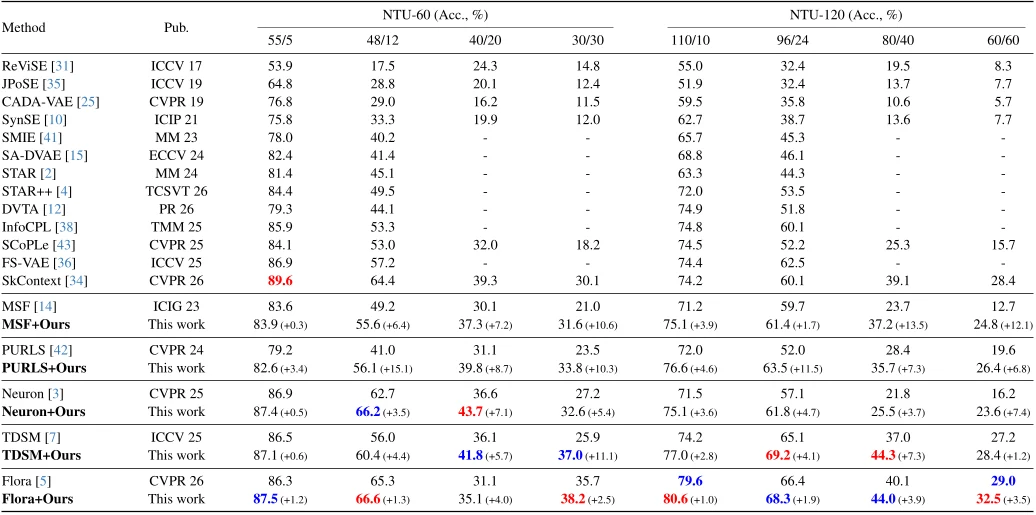 Method Pub. NTU-60 (Acc., %) NTU-120 (Acc., %)
55/5 48/12 40/20 30/30 110/10 96/24 80/40 60/60
ReViSE [31] ICCV 17 53.9 17.5 24.3 14.8 55.0 32.4 19.5 8.3
JPoSE [35] ICCV 19 64.8 28.8 20.1 12.4 51.9 32.4 13.7 7.7
CADA-VAE [25] CVPR 19 76.8 29.0 16.2 11.5 59.5 35.8 10.6 5.7
SynSE [10] ICIP 21 75.8 33.3 19.9 12.0 62.7 38.7 13.6 7.7
SMIE [41] MM 23 78.0 40.2 - - 65.7 45.3 - -
SA-DVAE [15] ECCV 24 82.4 41.4 - - 68.8 46.1 - -
STAR [2] MM 24 81.4 45.1 - - 63.3 44.3 - -
STAR++ [4] TCSVT 26 84.4 49.5 - - 72.0 53.5 - -
DVTA [12] PR 26 79.3 44.1 - - 74.9 51.8 - -
InfoCPL [38] TMM 25 85.9 53.3 - - 74.8 60.1 - -
SCoPLe [43] CVPR 25 84.1 53.0 32.0 18.2 74.5 52.2 25.3 15.7
FS-VAE [36] ICCV 25 86.9 57.2 - - 74.4 62.5 - -
SkContext [34] CVPR 26 89.6 64.4 39.3 30.1 74.2 60.1 39.1 28.4
MSF [14] ICIG 23 83.6 49.2 30.1 21.0 71.2 59.7 23.7 12.7
MSF+Ours This work 83.9 (+0.3) 55.6 (+6.4) 37.3 (+7.2) 31.6 (+10.6) 75.1 (+3.9) 61.4 (+1.7) 37.2 (+13.5) 24.8 (+12.1)
PURLS [42] CVPR 24 79.2 41.0 31.1 23.5 72.0 52.0 28.4 19.6
PURLS+Ours This work 82.6 (+3.4) 56.1 (+15.1) 39.8 (+8.7) 33.8 (+10.3) 76.6 (+4.6) 63.5 (+11.5) 35.7 (+7.3) 26.4 (+6.8)
Neuron [3] CVPR 25 86.9 62.7 36.6 27.2 71.5 57.1 21.8 16.2
Neuron+Ours This work 87.4 (+0.5) 66.2 (+3.5) 43.7 (+7.1) 32.6 (+5.4) 75.1 (+3.6) 61.8 (+4.7) 25.5 (+3.7) 23.6 (+7.4)
TDSM [7] ICCV 25 86.5 56.0 36.1 25.9 74.2 65.1 37.0 27.2
TDSM+Ours This work 87.1 (+0.6) 60.4 (+4.4) 41.8 (+5.7) 37.0 (+11.1) 77.0 (+2.8) 69.2 (+4.1) 44.3 (+7.3) 28.4 (+1.2)
Flora [5] CVPR 26 86.3 65.3 31.1 35.7 79.6 66.4 40.1 29.0
Flora+Ours This work 87.5 (+1.2) 66.6 (+1.3) 35.1 (+4.0) 38.2 (+2.5) 80.6 (+1.0) 68.3 (+1.9) 44.0 (+3.9) 32.5 (+3.5)